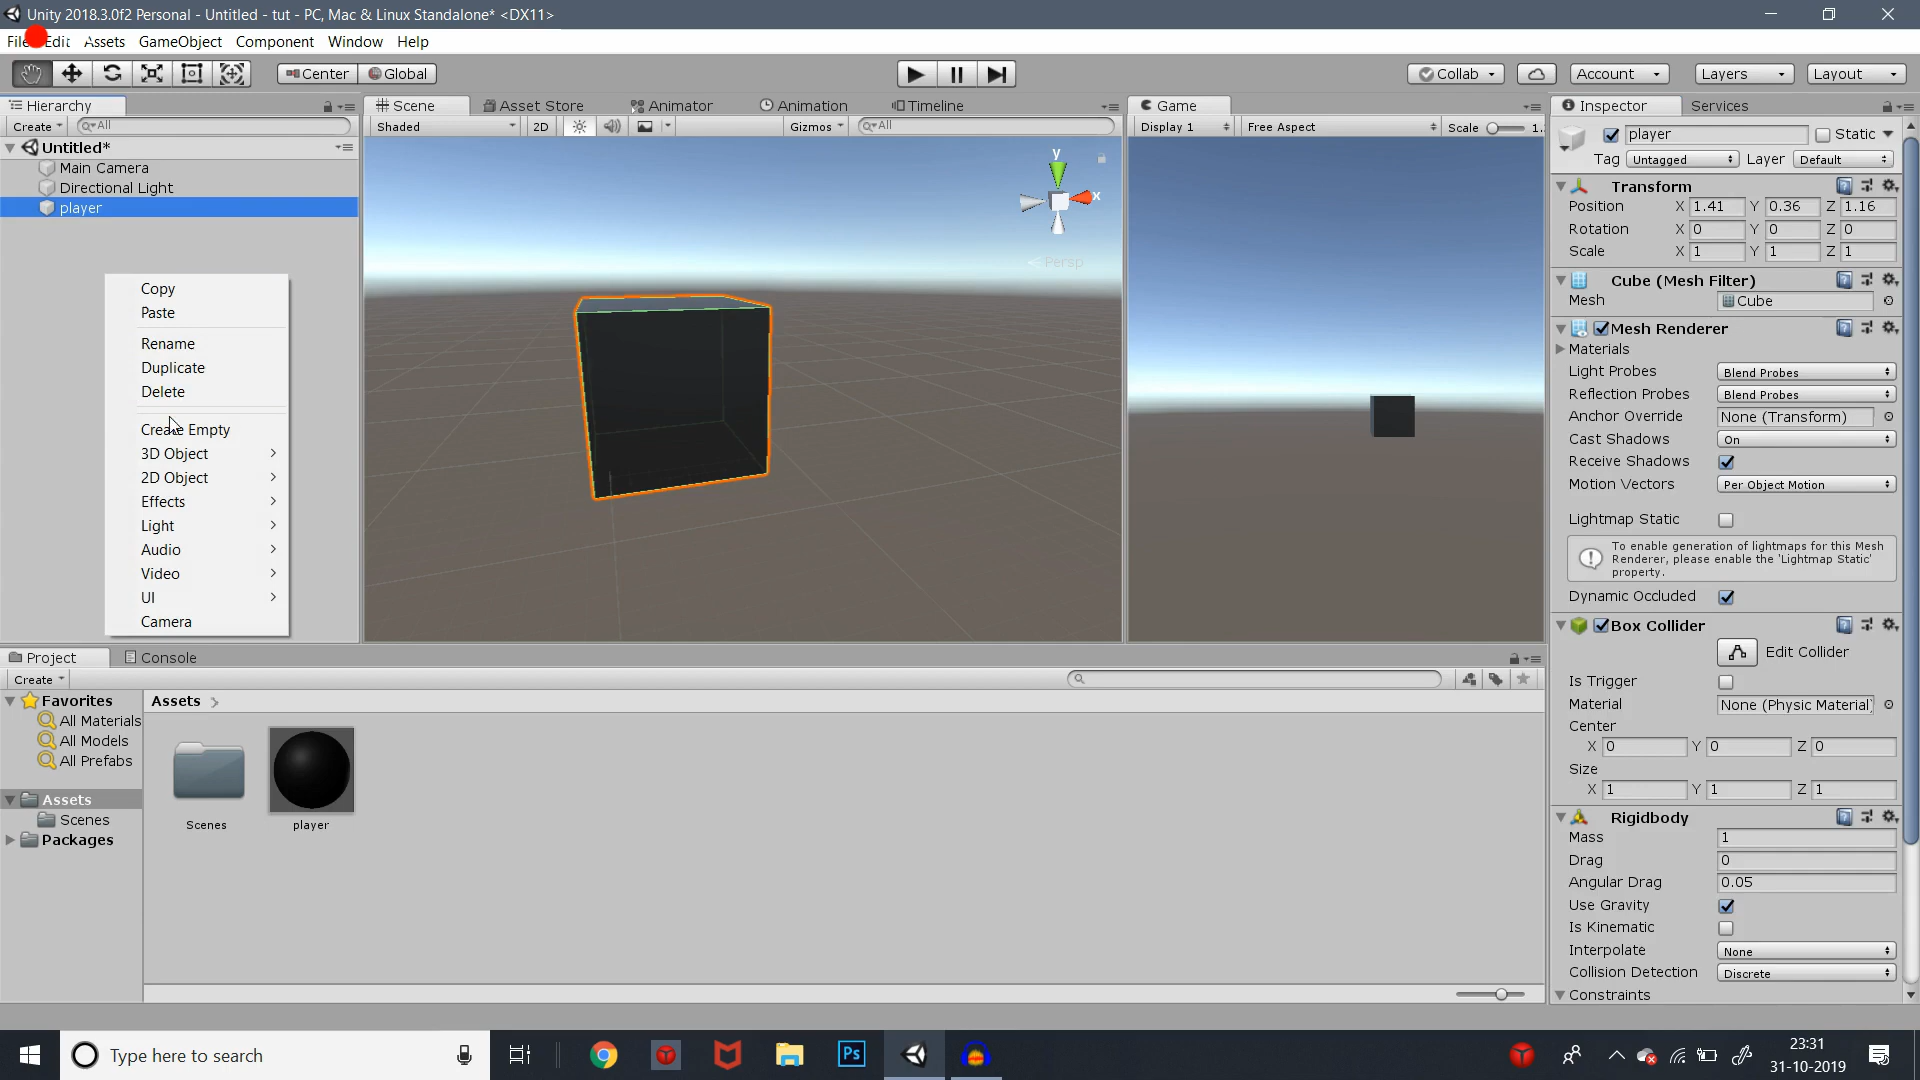 Unity 2018.3.0f2 Personal - Untitled - tut - PC, Mac & Linux Standalone* <DX11>
File Edit Assets GameObject Component Window Help
Center Global
Collab Account Layers Layout
Hierarchy
Scene Asset Store Animator Animation Timeline
Game
Inspector Services
Create All
Shaded 2D Gizmos All
Display 1 Free Aspect Scale 1.
Untitled*
Main Camera
Directional Light
player
y
x
Persp
Copy
Paste
Rename
Duplicate
Delete
Create Empty
3D Object
2D Object
Effects
Light
Audio
Video
UI
Camera
player Static
Tag Untagged Layer Default
Transform
Position X 1.41 Y 0.36 Z 1.16
Rotation X 0 Y 0 Z 0
Scale X 1 Y 1 Z 1
Cube (Mesh Filter)
Mesh Cube
Mesh Renderer
Materials
Light Probes Blend Probes
Reflection Probes Blend Probes
Anchor Override None (Transform)
Cast Shadows On
Receive Shadows
Motion Vectors Per Object Motion
Lightmap Static
To enable generation of lightmaps for this Mesh
Renderer, please enable the 'Lightmap Static'
property.
Dynamic Occluded
Box Collider
Edit Collider
Is Trigger
Material None (Physic Material)
Center
X 0 Y 0 Z 0
Size
X 1 Y 1 Z 1
Rigidbody
Mass 1
Drag 0
Angular Drag 0.05
Use Gravity
Is Kinematic
Interpolate None
Collision Detection Discrete
Constraints
Project Console
Create
Favorites
All Materials
All Models
All Prefabs
Assets
Scenes
Packages
Assets
Scenes
player
Type here to search
Ps
23:31
31-10-2019